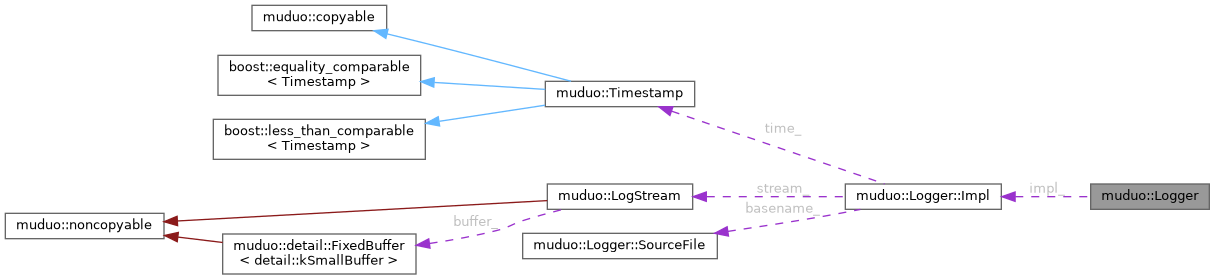 muduo::copyable
boost::equality_comparable
< Timestamp >
muduo::Timestamp
boost::less_than_comparable
< Timestamp >
time_
muduo::LogStream
stream_
muduo::Logger::Impl
impl_
muduo::Logger
basename_
muduo::noncopyable
buffer_
muduo::detail::FixedBuffer
< detail::kSmallBuffer >
muduo::Logger::SourceFile